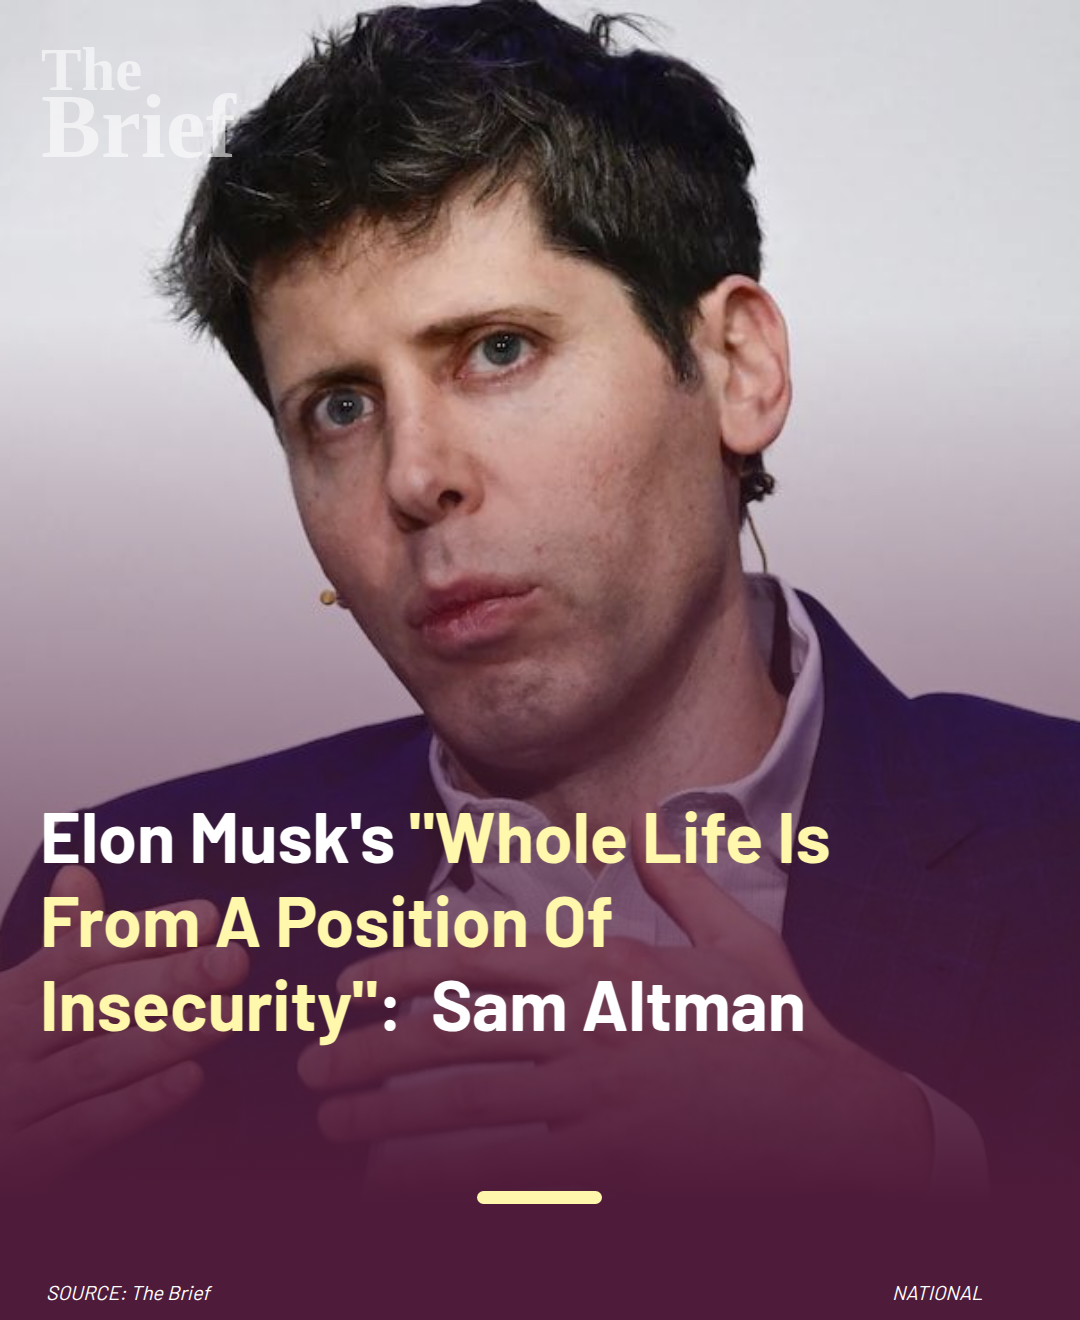 The
Brief
Elon Musk's "Whole Life Is
From A Position Of
Insecurity":  Sam Altman
SOURCE: The Brief
NATIONAL